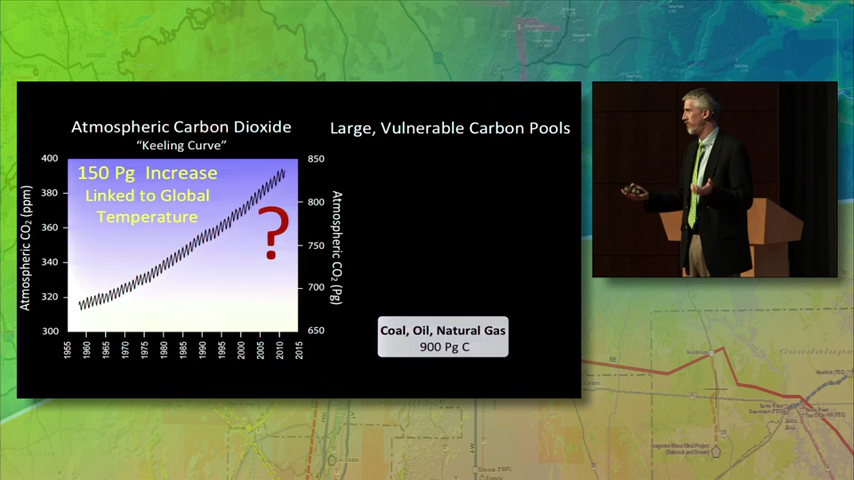 Atmospheric Carbon Dioxide
“Keeling Curve”
Large, Vulnerable Carbon Pools
150 Pg Increase
Linked to Global
Temperature
?
Atmospheric CO₂ (ppm)
400
380
360
340
320
300
850
800
750
700
650
Atmospheric CO₂ (Pg)
1955
1960
1965
1970
1975
1980
1985
1990
1995
2000
2005
2010
2015
Coal, Oil, Natural Gas
900 Pg C
Guadalupe